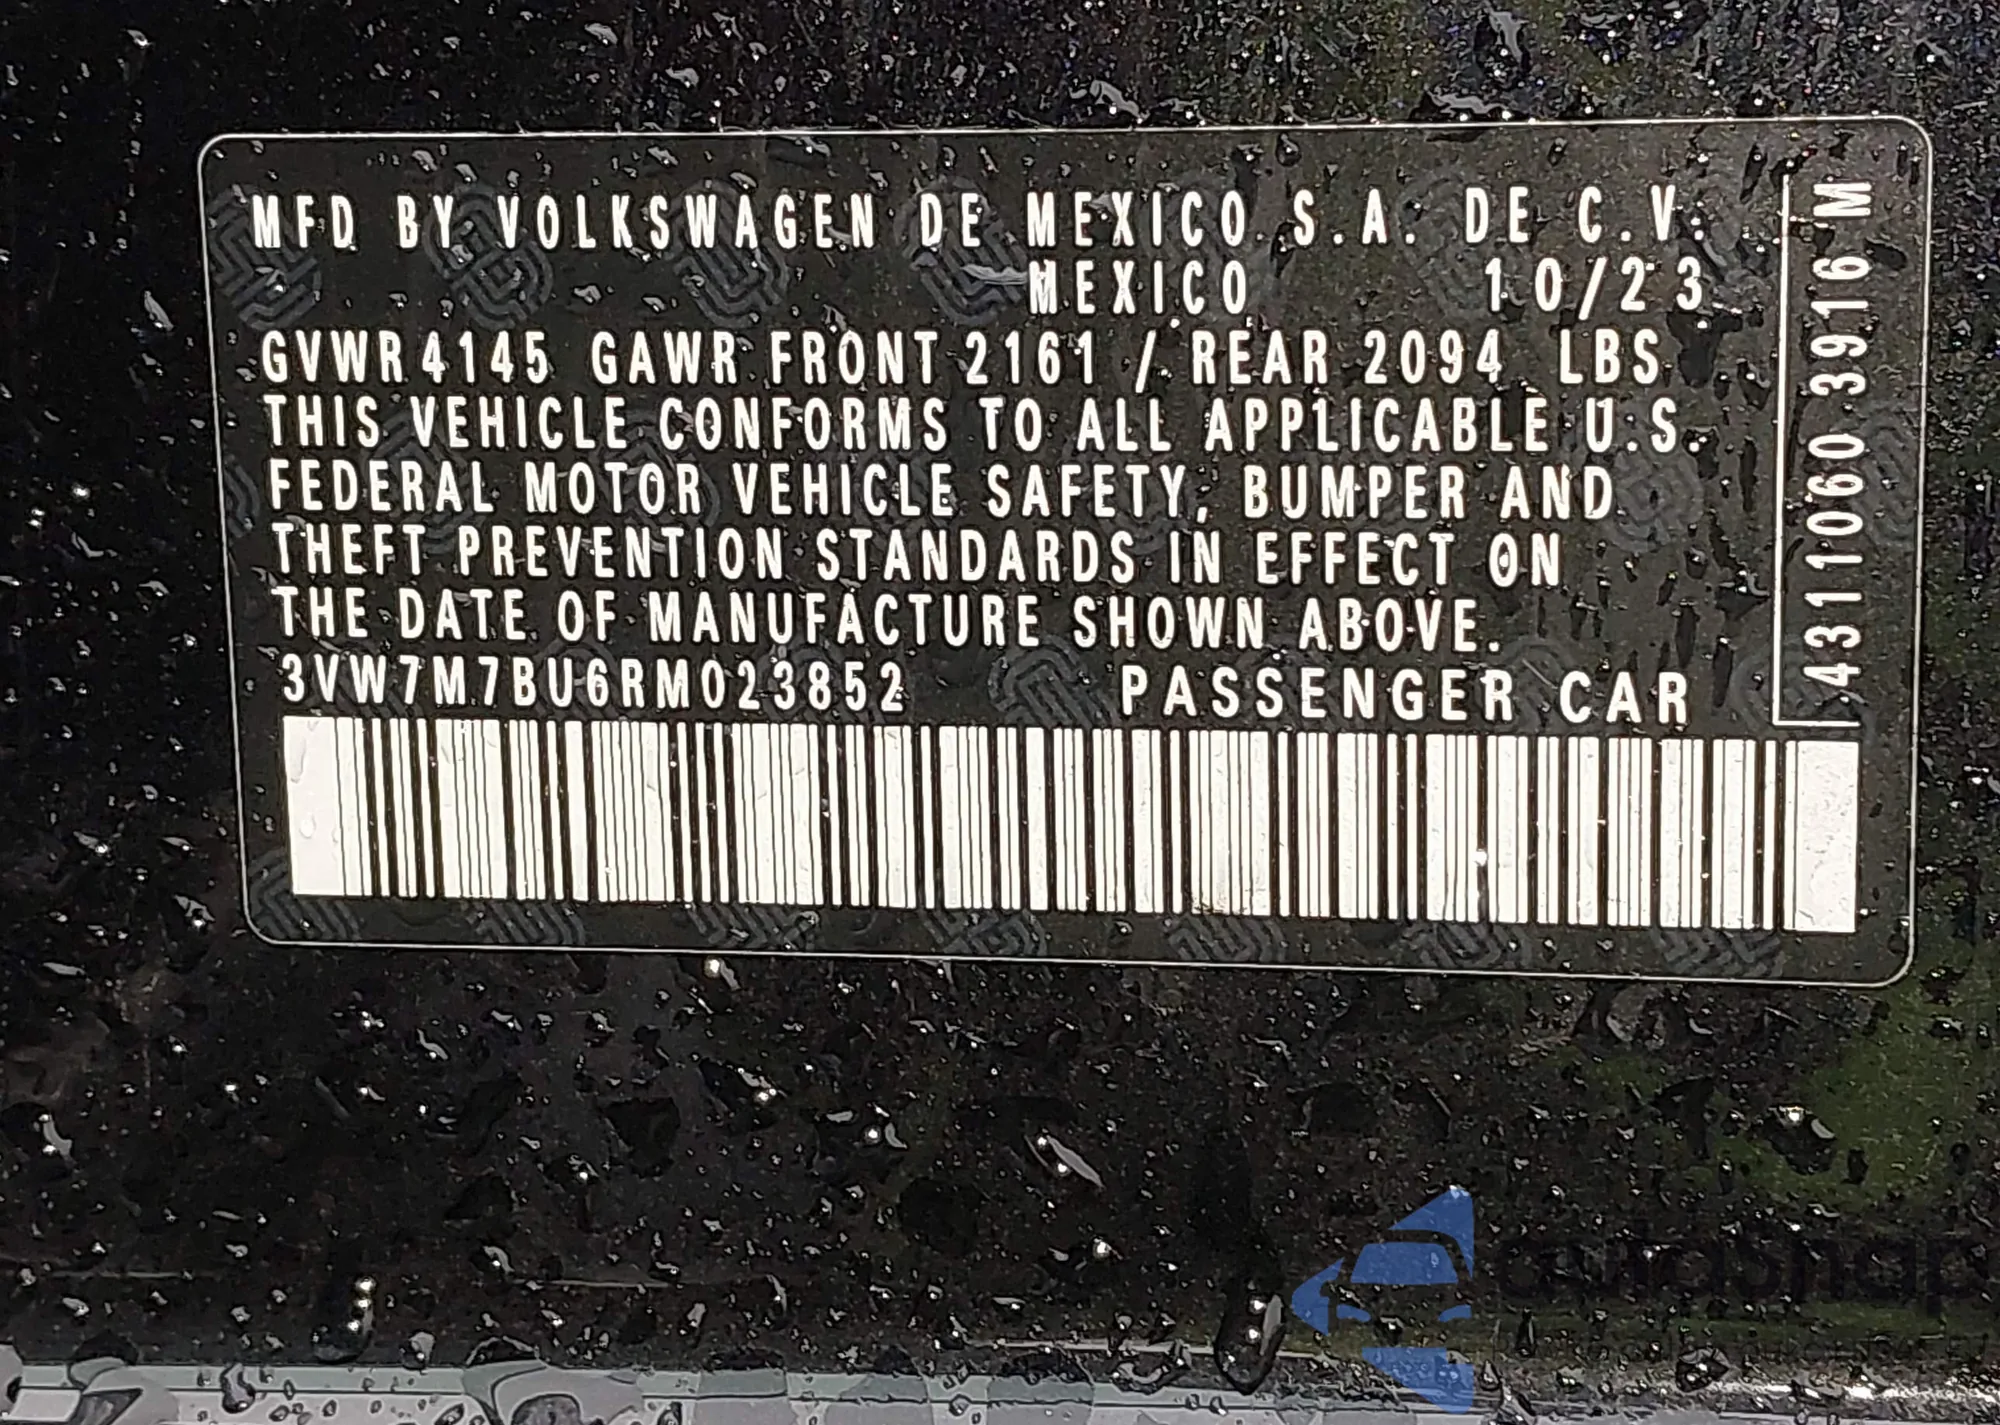 MFD BY VOLKSWAGEN DE MEXICO S.A. DE C.V.
MEXICO 10/23
GVWR 4145 GAWR FRONT 2161 / REAR 2094 LBS
THIS VEHICLE CONFORMS TO ALL APPLICABLE U.S.
FEDERAL MOTOR VEHICLE SAFETY, BUMPER AND
THEFT PREVENTION STANDARDS IN EFFECT ON
THE DATE OF MANUFACTURE SHOWN ABOVE.
3VW7M7BU6RM023852 PASSENGER CAR
4311060 3916 M